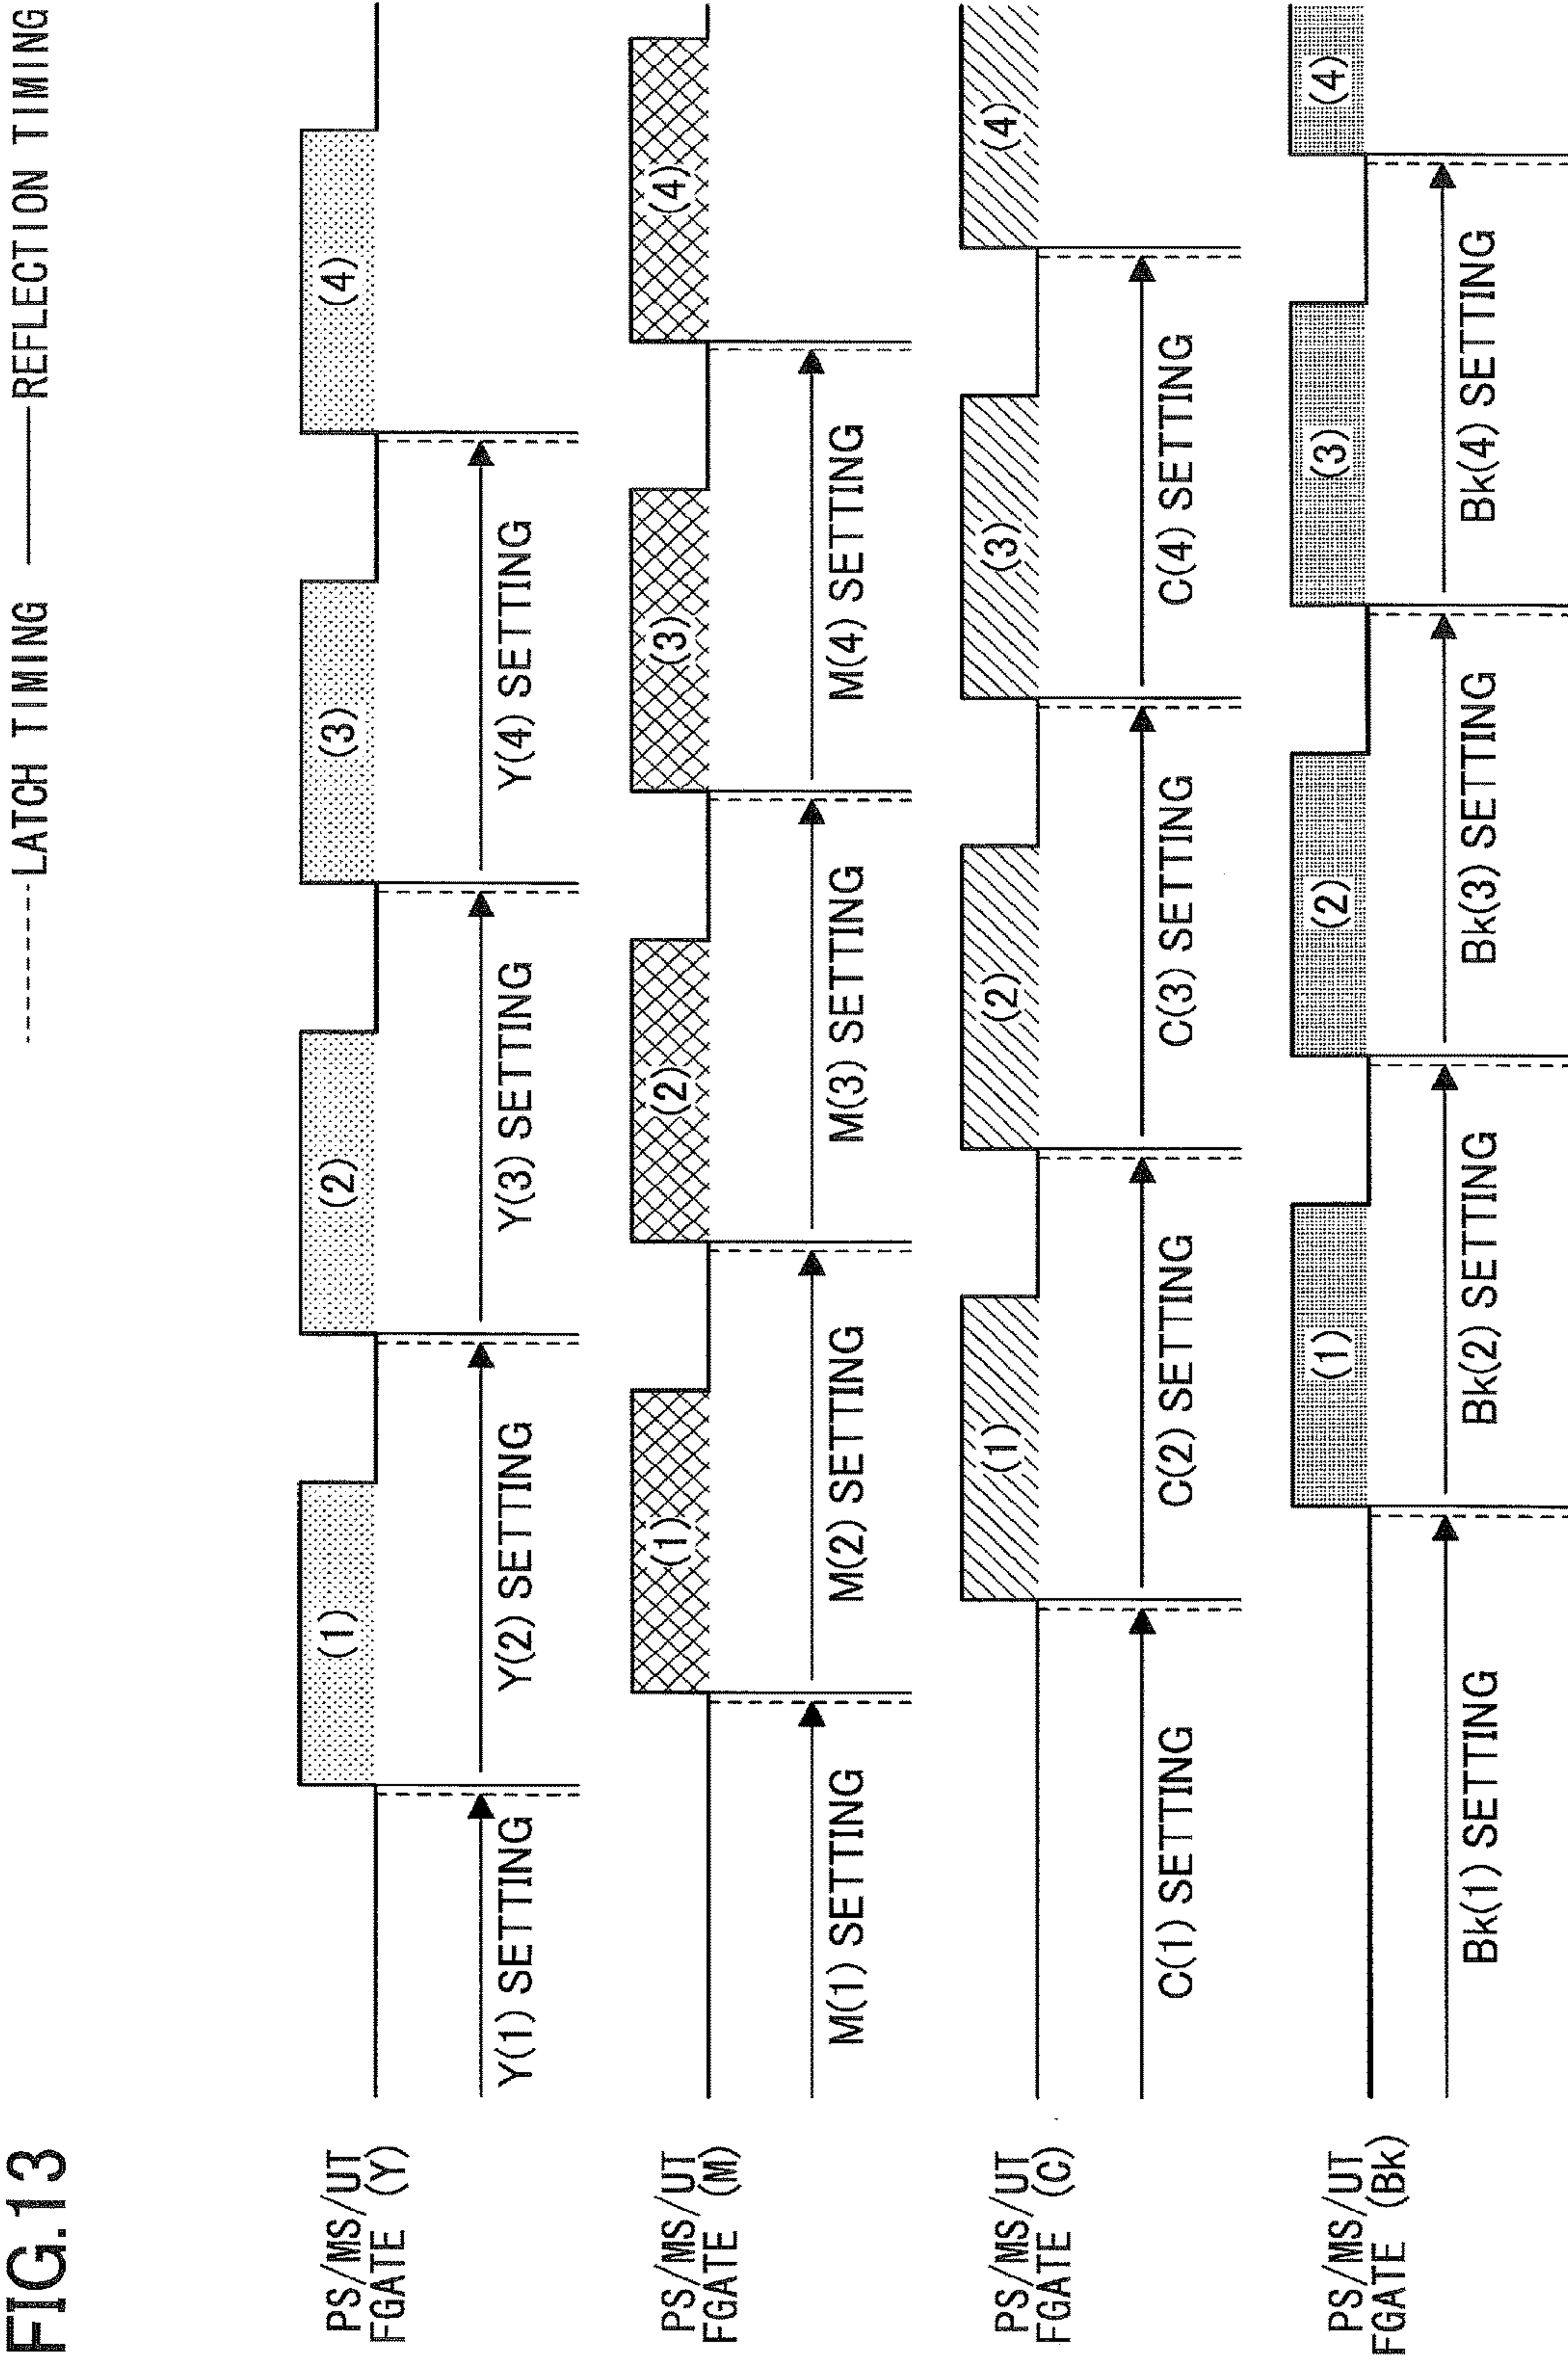 FIG.13
LATCH TIMING
REFLECTION TIMING
PS/MS/UT
FGATE (Y)
(1)
(2)
(3)
(4)
Y(1) SETTING
Y(2) SETTING
Y(3) SETTING
Y(4) SETTING
PS/MS/UT
FGATE (M)
(1)
(2)
(3)
(4)
M(1) SETTING
M(2) SETTING
M(3) SETTING
M(4) SETTING
PS/MS/UT
FGATE (C)
(1)
(2)
(3)
(4)
C(1) SETTING
C(2) SETTING
C(3) SETTING
C(4) SETTING
PS/MS/UT
FGATE (Bk)
(1)
(2)
(3)
(4)
Bk(1) SETTING
Bk(2) SETTING
Bk(3) SETTING
Bk(4) SETTING